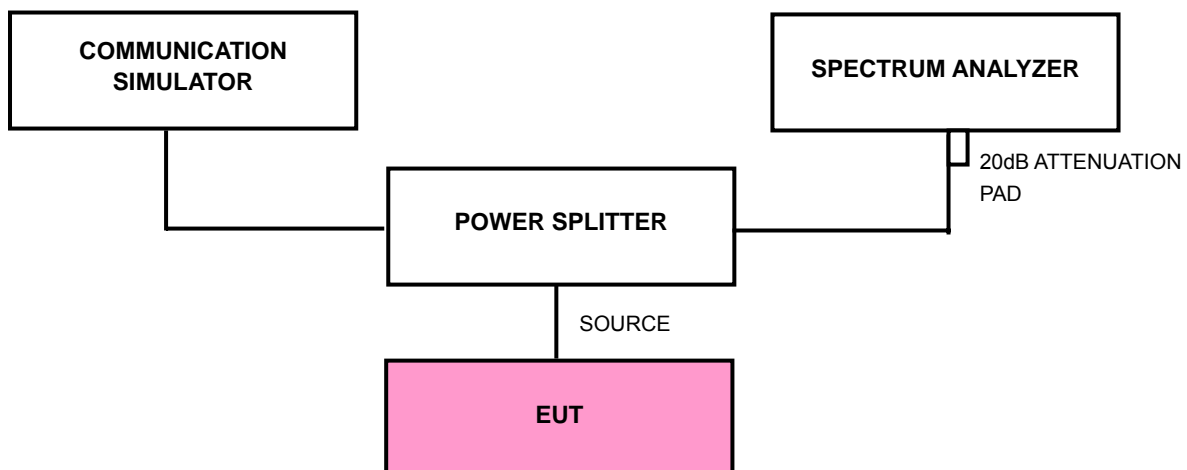 COMMUNICATION
SIMULATOR
SPECTRUM ANALYZER
20dB ATTENUATION
PAD
POWER SPLITTER
SOURCE
EUT